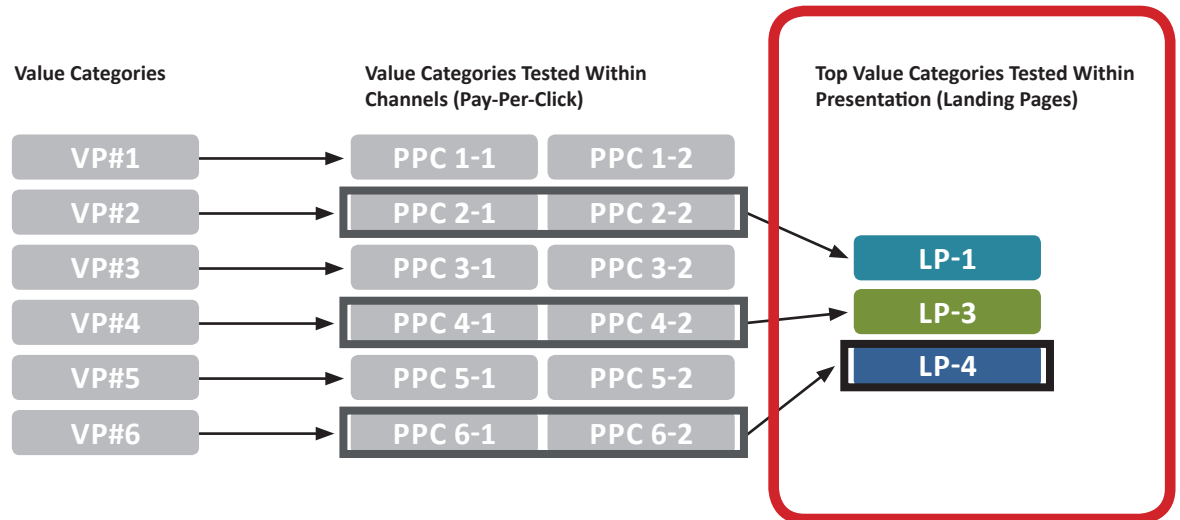 Value Categories
Value Categories Tested Within
Channels (Pay-Per-Click)
Top Value Categories Tested Within
Presentation (Landing Pages)
VP#1
PPC 1-1
PPC 1-2
VP#2
PPC 2-1
PPC 2-2
VP#3
PPC 3-1
PPC 3-2
LP-1
VP#4
PPC 4-1
PPC 4-2
LP-3
VP#5
PPC 5-1
PPC 5-2
LP-4
VP#6
PPC 6-1
PPC 6-2